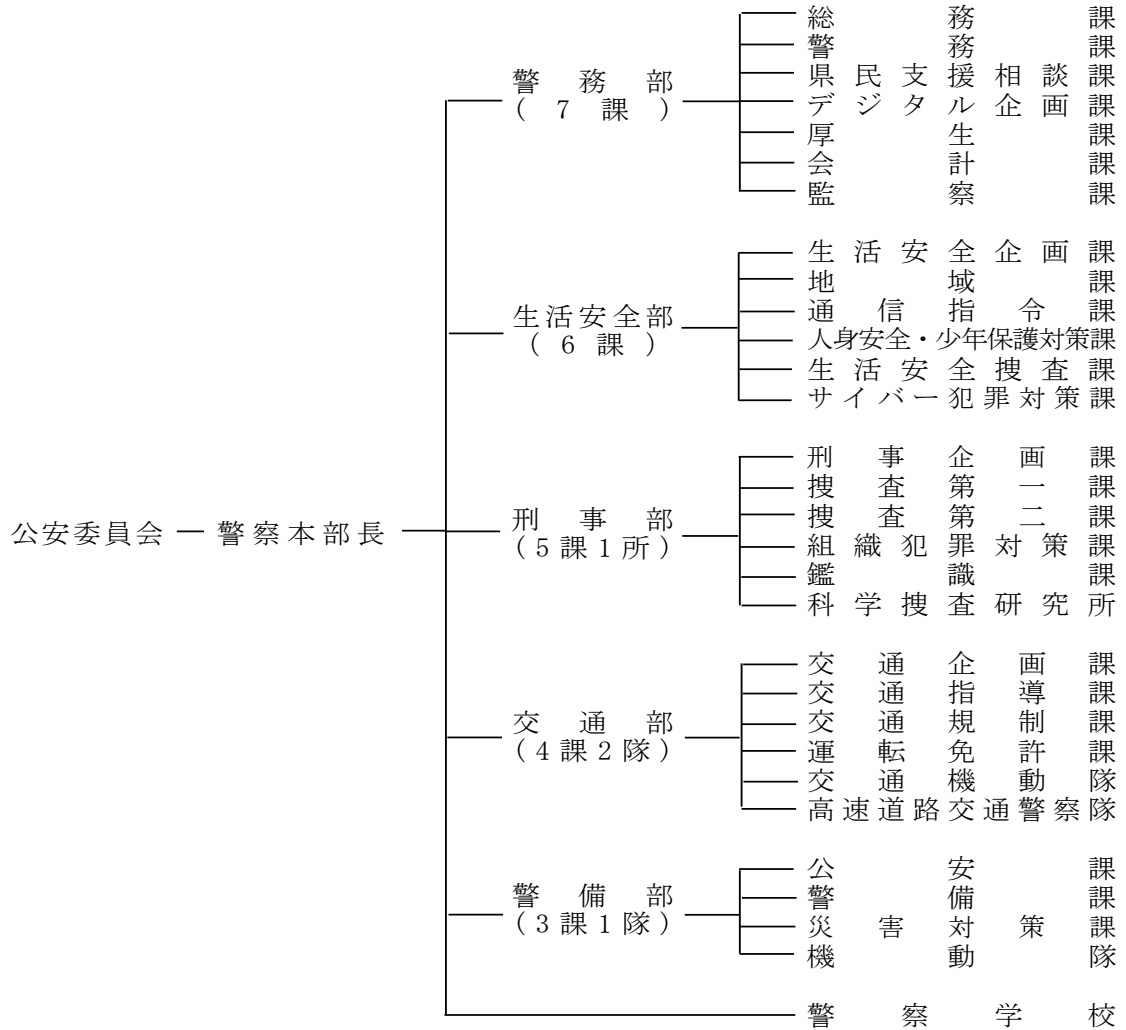 公安委員会 警察本部長
警務部
(7課)
総務課
警務課
県民支援相談課
デジタル企画課
厚生課
会計課
監察課
生活安全部
(6課)
生活安全企画課
地域課
通信指令課
人身安全・少年保護対策課
生活安全捜査課
サイバー犯罪対策課
刑事部
(5課1所)
刑事企画課
捜査第一課
捜査第二課
組織犯罪対策課
鑑識課
科学捜査研究所
交通部
(4課2隊)
交通企画課
交通指導課
交通規制課
運転免許課
交通機動隊
高速道路交通警察隊
警備部
(3課1隊)
公安課
警備課
災害対策課
機動隊
警察学校